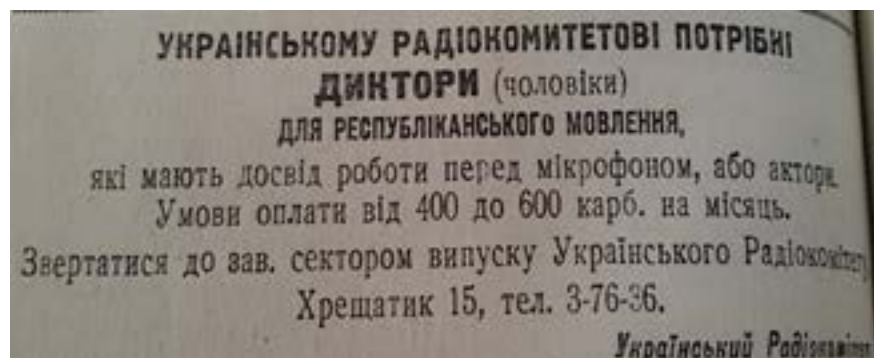 УКРАЇНСЬКОМУ РАДІОКОМИТЕТОВІ ПОТРІБНІ
ДИКТОРИ (чоловіки)
ДЛЯ РЕСПУБЛІКАНСЬКОГО МОВЛЕННЯ,
які мають досвід роботи перед мікрофоном, або актори.
Умови оплати від 400 до 600 карб. на місяць.
Звертатися до зав. сектором випуску Українського Радіокомітету
Хрещатик 15, тел. 3-76-36.
Український Радіокомітет